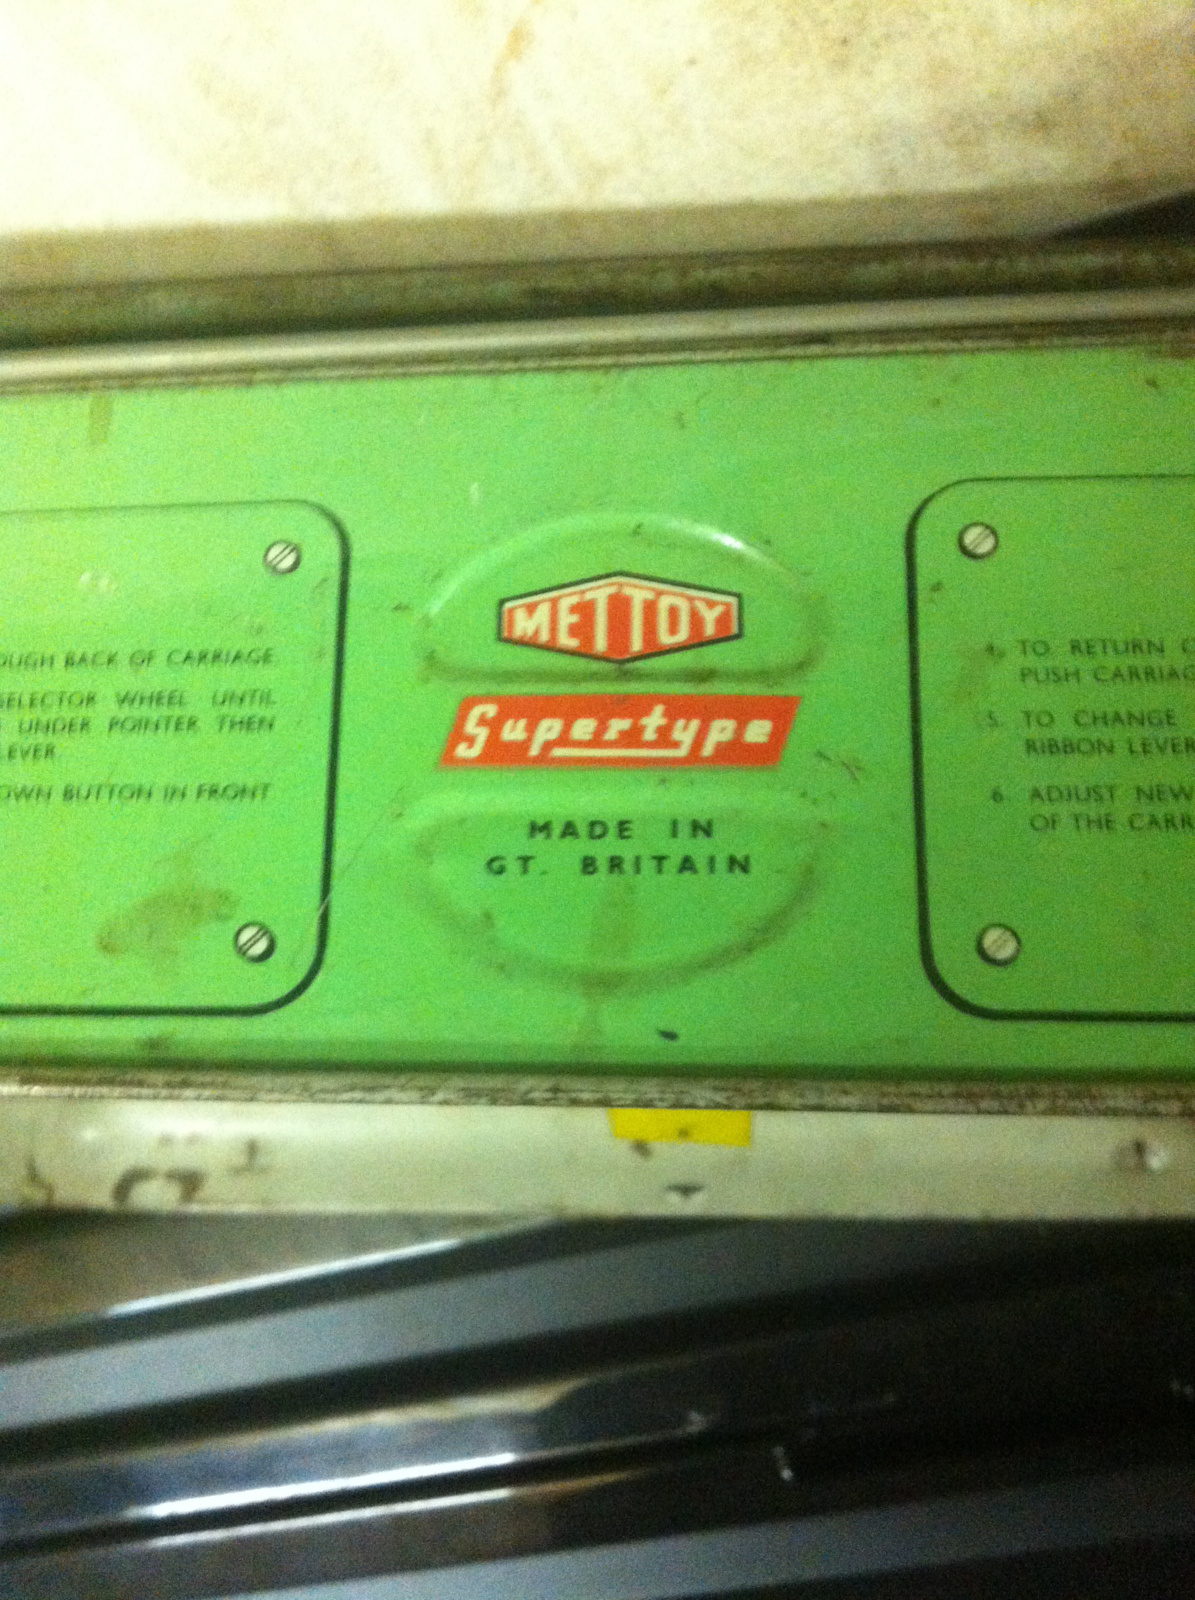 METTOY
Supertype
MADE IN
GT. BRITAIN
OUGH BACK OF CARRIAGE
SELECTOR WHEEL UNTIL
UNDER POINTER THEN
LEVER.
OWN BUTTON IN FRONT
4. TO RETURN C
PUSH CARRIAG
5. TO CHANGE
RIBBON LEVER
6. ADJUST NEW
OF THE CARR